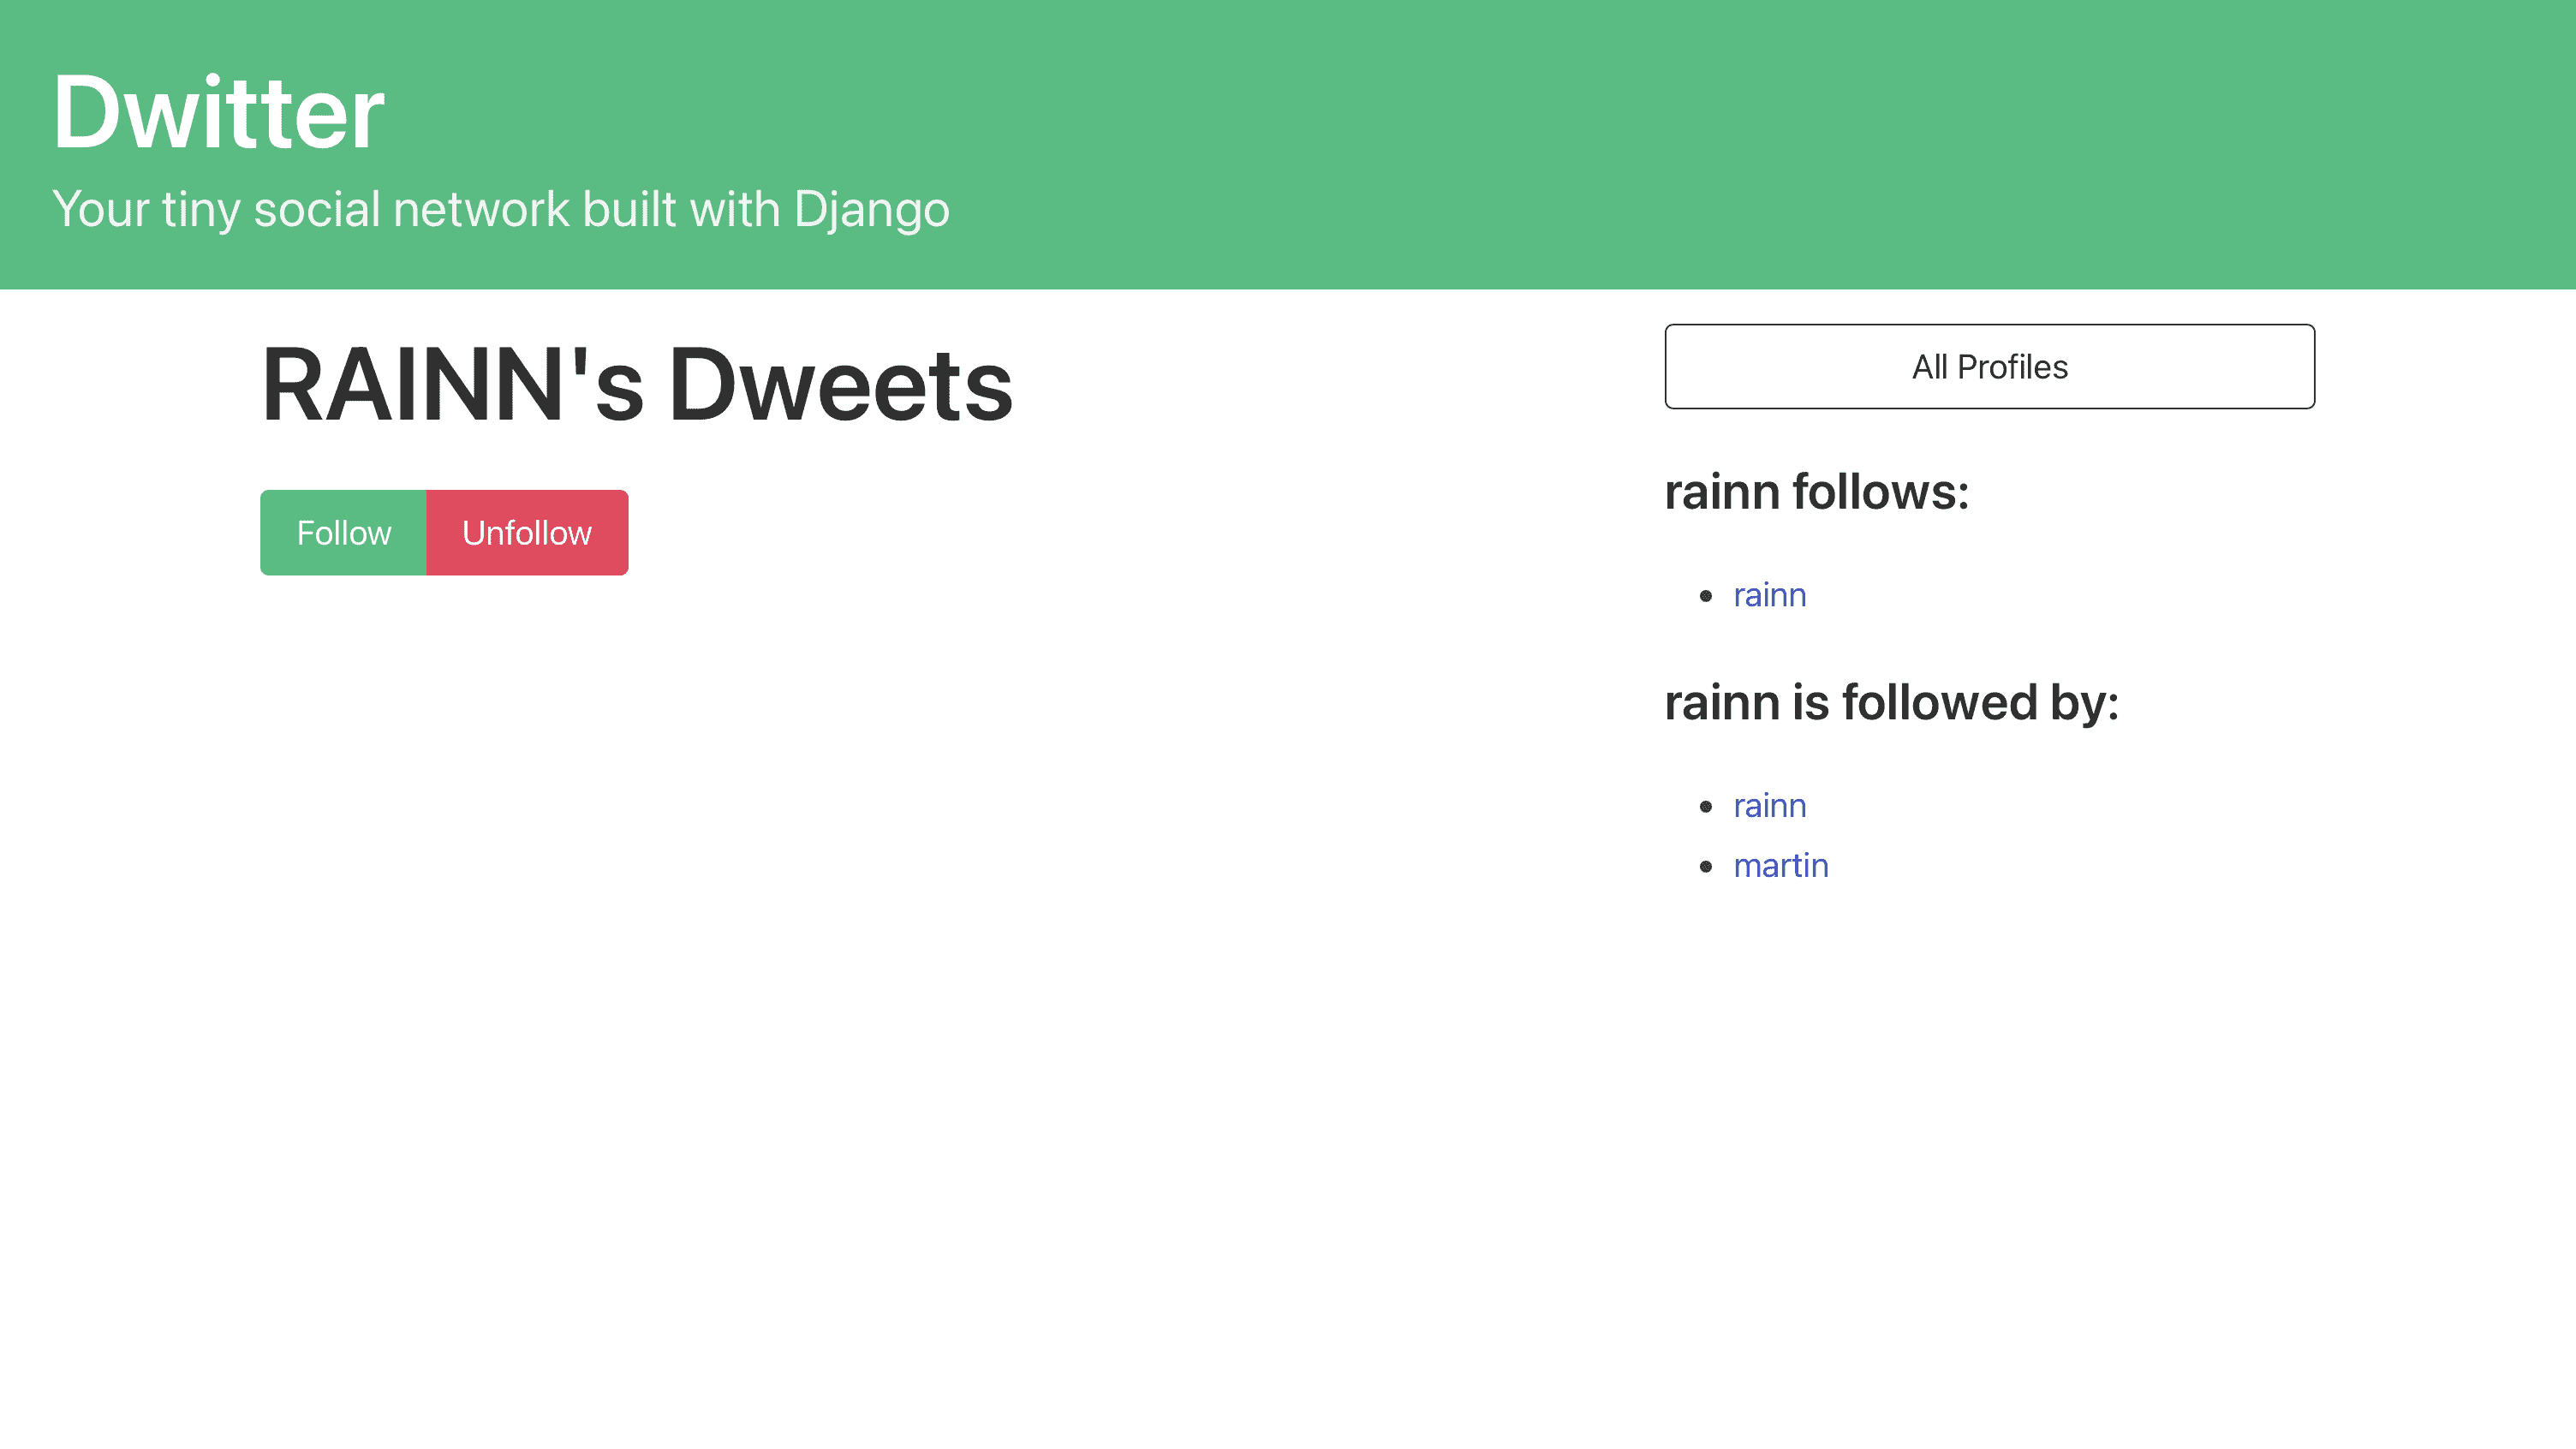 Dwitter
Your tiny social network built with Django
RAINN's Dweets
Follow Unfollow
All Profiles
rainn follows:
rainn
rainn is followed by:
rainn
martin